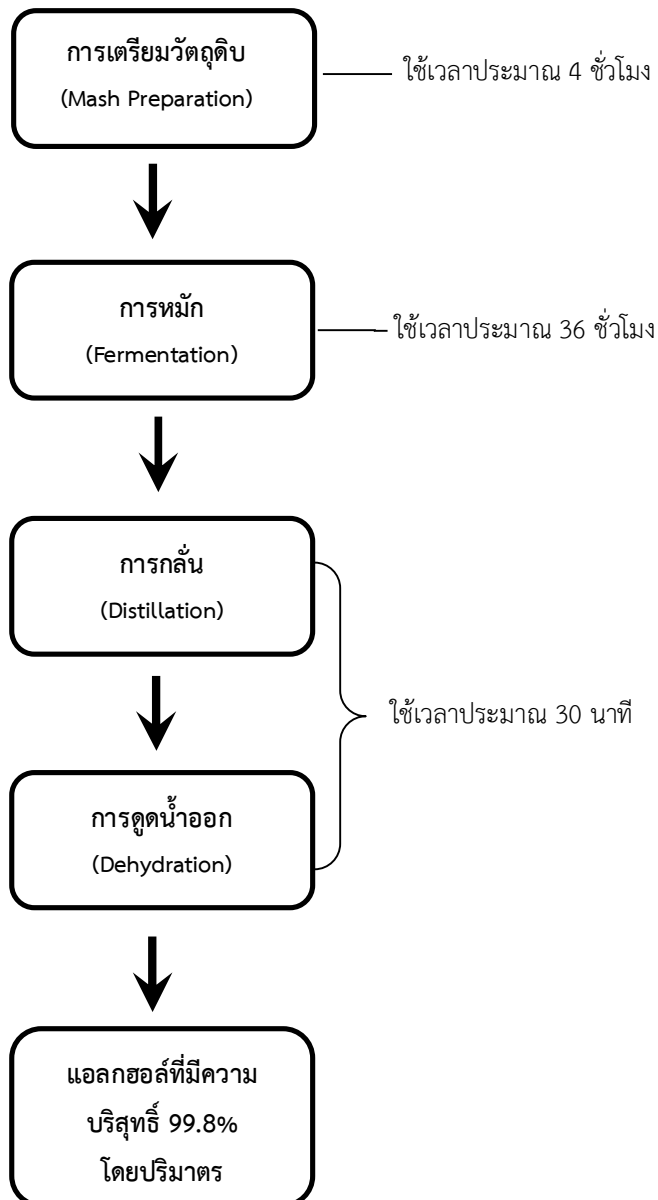 การเตรียมวัตถุดิบ
(Mash Preparation)
ใช้เวลาประมาณ 4 ชั่วโมง
การหมัก
(Fermentation)
ใช้เวลาประมาณ 36 ชั่วโมง
การกลั่น
(Distillation)
ใช้เวลาประมาณ 30 นาที
การดูดน้ำออก
(Dehydration)
แอลกฮอล์ที่มีความ
บริสุทธิ์ 99.8%
โดยปริมาตร